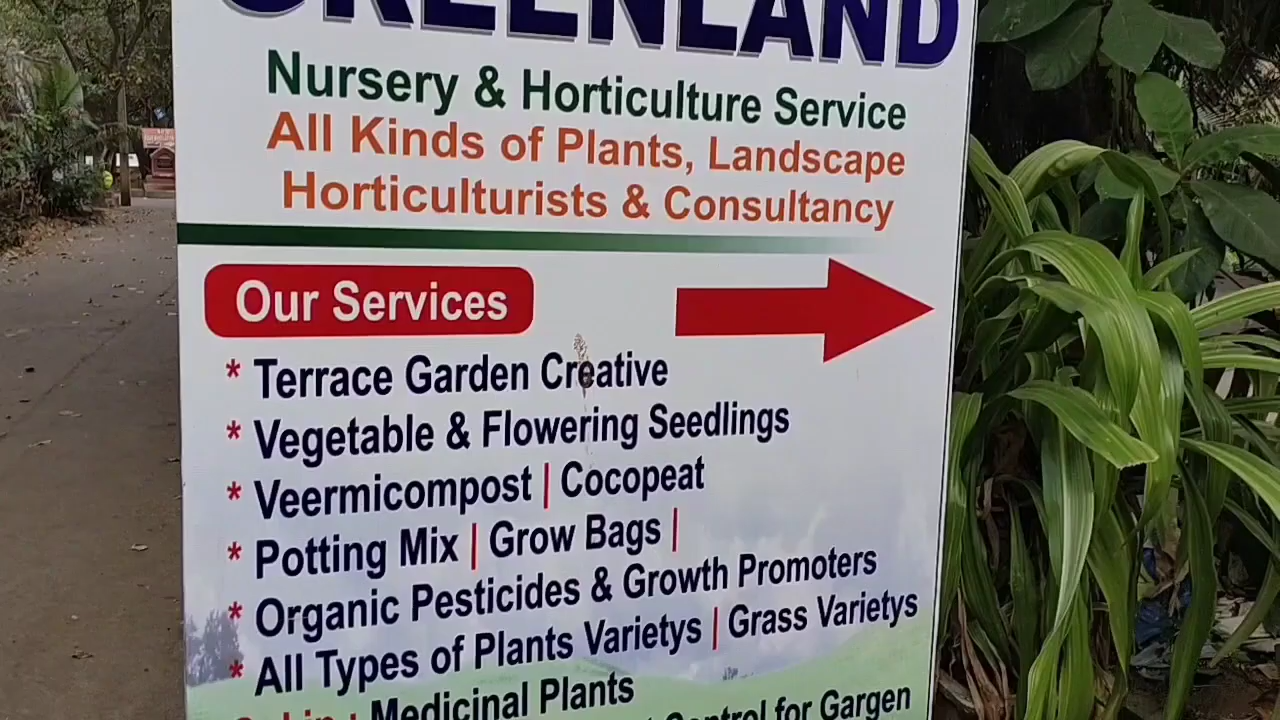 GREENLAND
Nursery & Horticulture Service
All Kinds of Plants, Landscape
Horticulturists & Consultancy
Our Services
* Terrace Garden Creative
* Vegetable & Flowering Seedlings
* Veermicompost | Cocopeat
* Potting Mix | Grow Bags |
* Organic Pesticides & Growth Promoters
* All Types of Plants Varietys | Grass Varietys
Medicinal Plants
Control for Gargen